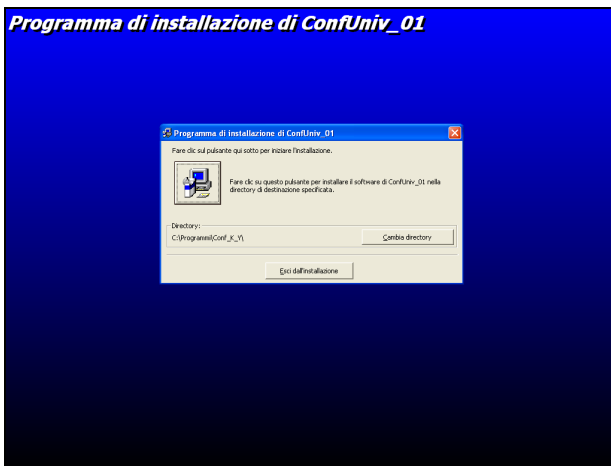 Programma di installazione di ConfUniv_01
Programma di installazione di ConfUniv_01
Fare clic sul pulsante qui sotto per iniziare l'installazione.
Fare clic su questo pulsante per installare il software di ConfUniv_01 nella
directory di destinazione specificata.
Directory:
C:\Programmi\Conf_K_Y\
Cambia directory
Esci dall'installazione